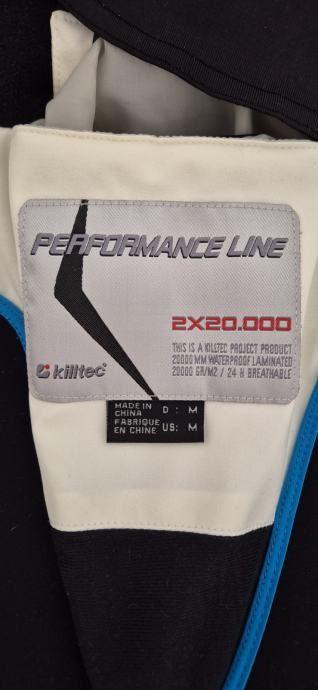 PERFORMANCE LINE
2X20.000
THIS IS A KILLTEC PROJECT PRODUCT
20000 MM WATERPROOF LAMINATED
20000 GR/M2 / 24 H BREATHABLE
killtec®
MADE IN CHINA D: M
FABRIQUE EN CHINE US: M